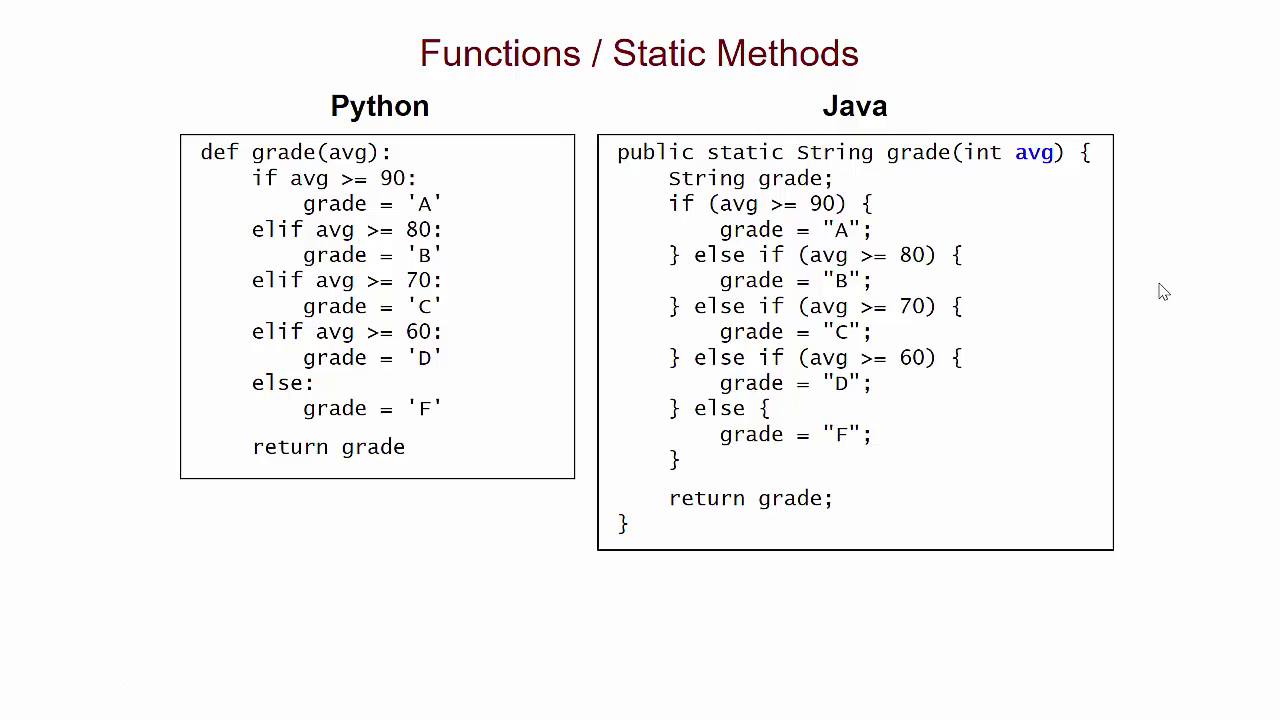 Functions / Static Methods
Python
def grade(avg):
    if avg >= 90:
        grade = 'A'
    elif avg >= 80:
        grade = 'B'
    elif avg >= 70:
        grade = 'C'
    elif avg >= 60:
        grade = 'D'
    else:
        grade = 'F'
    return grade
Java
public static String grade(int avg) {
    String grade;
    if (avg >= 90) {
        grade = "A";
    } else if (avg >= 80) {
        grade = "B";
    } else if (avg >= 70) {
        grade = "C";
    } else if (avg >= 60) {
        grade = "D";
    } else {
        grade = "F";
    }
    return grade;
}